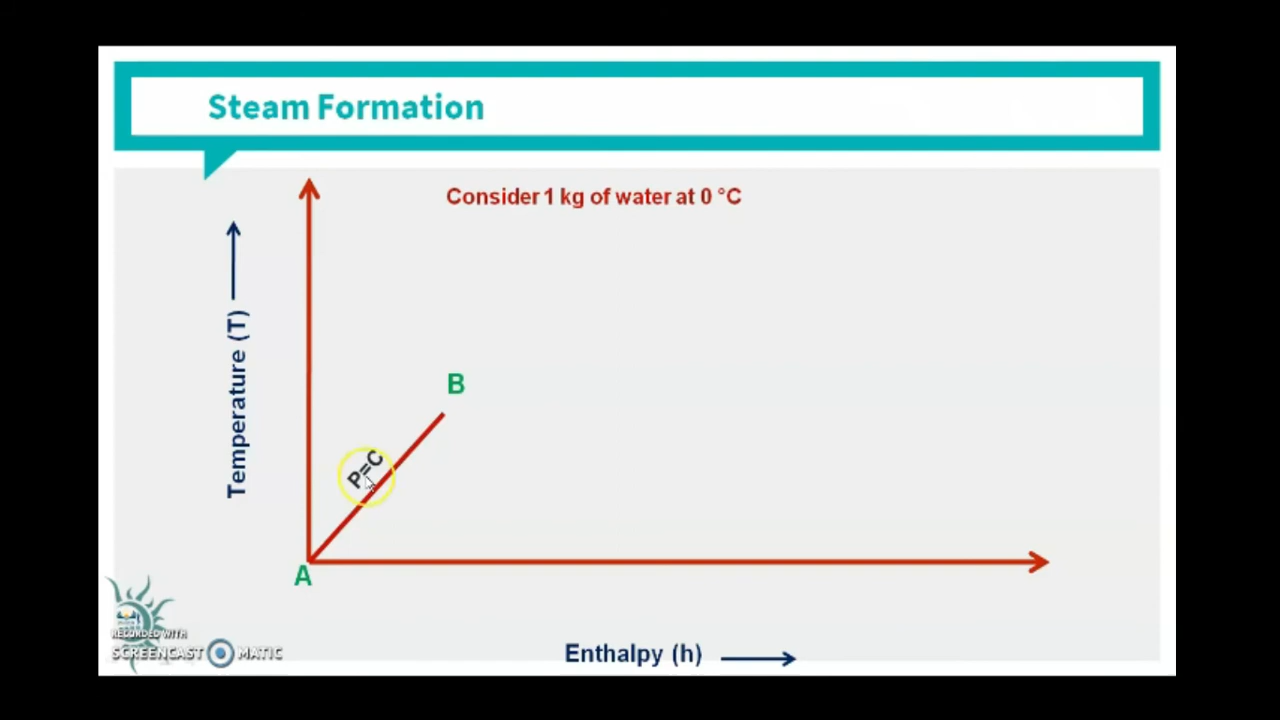 Steam Formation
Consider 1 kg of water at 0 °C
Temperature (T)
B
P=C
A
RECORDED WITH
SCREENCAST MATIC
Enthalpy (h)